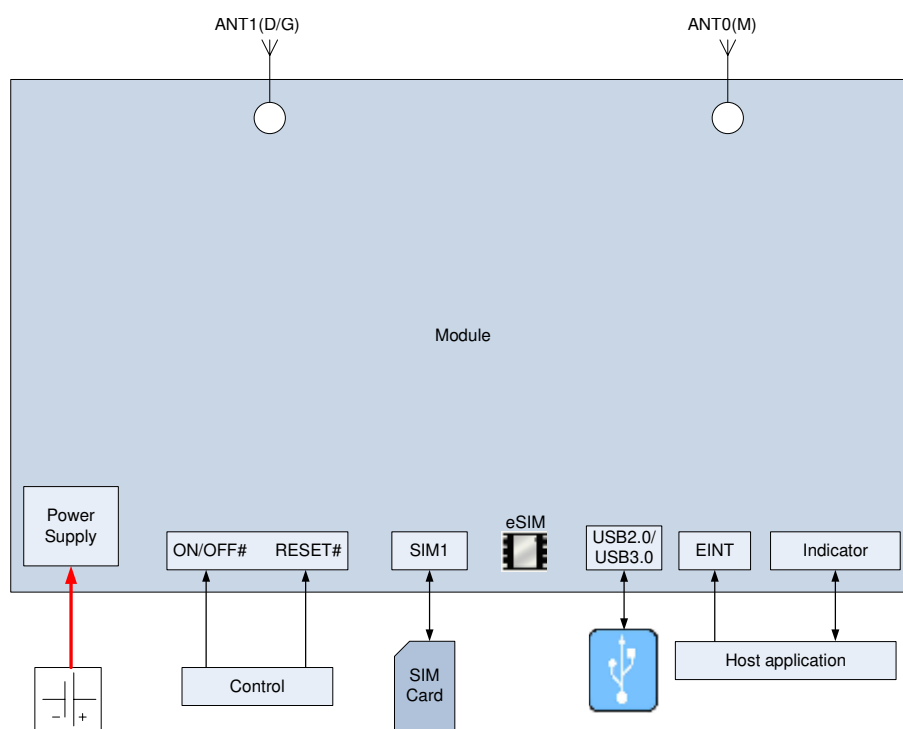 ANT1(D/G)
ANT0(M)
Module
Power
Supply
ON/OFF#
RESET#
SIM1
eSIM
USB2.0/
USB3.0
EINT
Indicator
Control
SIM
Card
Host application
− +